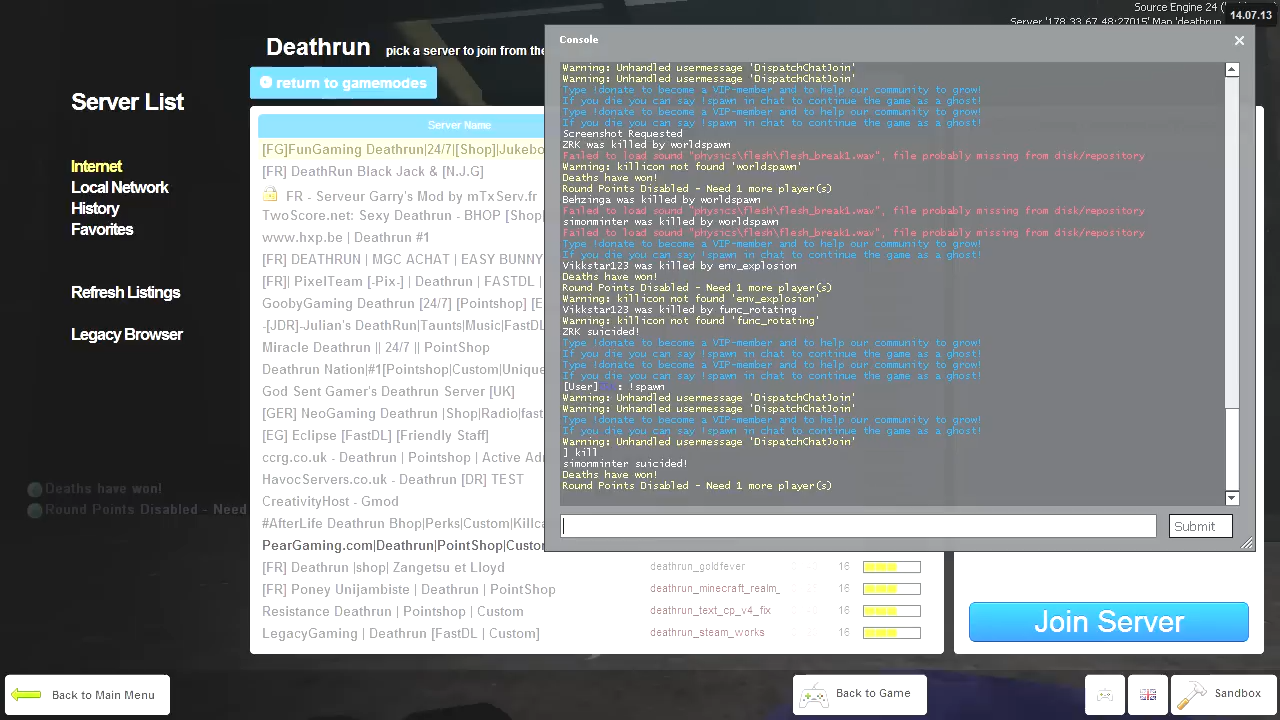 Source Engine 24
14.07.13
Server '178.33.67.48:27015' Map 'deathrun
Deathrun pick a server to join from the
return to gamemodes
Server List
Internet
Local Network
History
Favorites
Refresh Listings
Legacy Browser
Server Name
[FG]FunGaming Deathrun|24/7|[Shop]|Jukebo
[FR] DeathRun Black Jack & [N.J.G]
FR - Serveur Garry's Mod by mTxServ.fr
TwoScore.net: Sexy Deathrun - BHOP [Shop|
www.hxp.be | Deathrun #1
[FR] DEATHRUN | MGC ACHAT | EASY BUNNY
[FR]| PixelTeam [-Pix-] | Deathrun | FASTDL |
GoobyGaming Deathrun [24/7] [Pointshop] [E
-[JDR]-Julian's DeathRun|Taunts|Music|FastDL
Miracle Deathrun || 24/7 || PointShop
Deathrun Nation|#1[Pointshop|Custom|Unique
God Sent Gamer's Deathrun Server [UK]
[GER] NeoGaming Deathrun |Shop|Radio|fast
[EG] Eclipse [FastDL] [Friendly Staff]
ccrg.co.uk - Deathrun | Pointshop | Active Adm
HavocServers.co.uk - Deathrun [DR] TEST
CreativityHost - Gmod
#AfterLife Deathrun Bhop|Perks|Custom|Killca
PearGaming.com|Deathrun|PointShop|Custo
[FR] Deathrun |shop| Zangetsu et Lloyd deathrun_goldfever 16
[FR] Poney Unijambiste | Deathrun | PointShop deathrun_minecraft_realm_ 16
Resistance Deathrun | Pointshop | Custom deathrun_text_cp_v4_fix 16
LegacyGaming | Deathrun [FastDL | Custom] deathrun_steam_works 16
Deaths have won!
Round Points Disabled - Need
Console
Warning: Unhandled usermessage 'DispatchChatJoin'
Warning: Unhandled usermessage 'DispatchChatJoin'
Type !donate to become a VIP-member and to help our community to grow!
If you die you can say !spawn in chat to continue the game as a ghost!
Type !donate to become a VIP-member and to help our community to grow!
If you die you can say !spawn in chat to continue the game as a ghost!
Screenshot Requested
ZRK was killed by worldspawn
Failed to load sound "physics\flesh\flesh_break1.wav", file probably missing from disk/repository
Warning: killicon not found 'worldspawn'
Deaths have won!
Round Points Disabled - Need 1 more player(s)
Behzinga was killed by worldspawn
Failed to load sound "physics\flesh\flesh_break1.wav", file probably missing from disk/repository
simonminter was killed by worldspawn
Failed to load sound "physics\flesh\flesh_break1.wav", file probably missing from disk/repository
Type !donate to become a VIP-member and to help our community to grow!
If you die you can say !spawn in chat to continue the game as a ghost!
Vikkstar123 was killed by env_explosion
Deaths have won!
Round Points Disabled - Need 1 more player(s)
Warning: killicon not found 'env_explosion'
Vikkstar123 was killed by func_rotating
Warning: killicon not found 'func_rotating'
ZRK suicided!
Type !donate to become a VIP-member and to help our community to grow!
If you die you can say !spawn in chat to continue the game as a ghost!
Type !donate to become a VIP-member and to help our community to grow!
If you die you can say !spawn in chat to continue the game as a ghost!
[User] : !spawn
Warning: Unhandled usermessage 'DispatchChatJoin'
Warning: Unhandled usermessage 'DispatchChatJoin'
Type !donate to become a VIP-member and to help our community to grow!
If you die you can say !spawn in chat to continue the game as a ghost!
Warning: Unhandled usermessage 'DispatchChatJoin'
] kill
simonminter suicided!
Deaths have won!
Round Points Disabled - Need 1 more player(s)
Submit
Join Server
Back to Main Menu
Back to Game
Sandbox